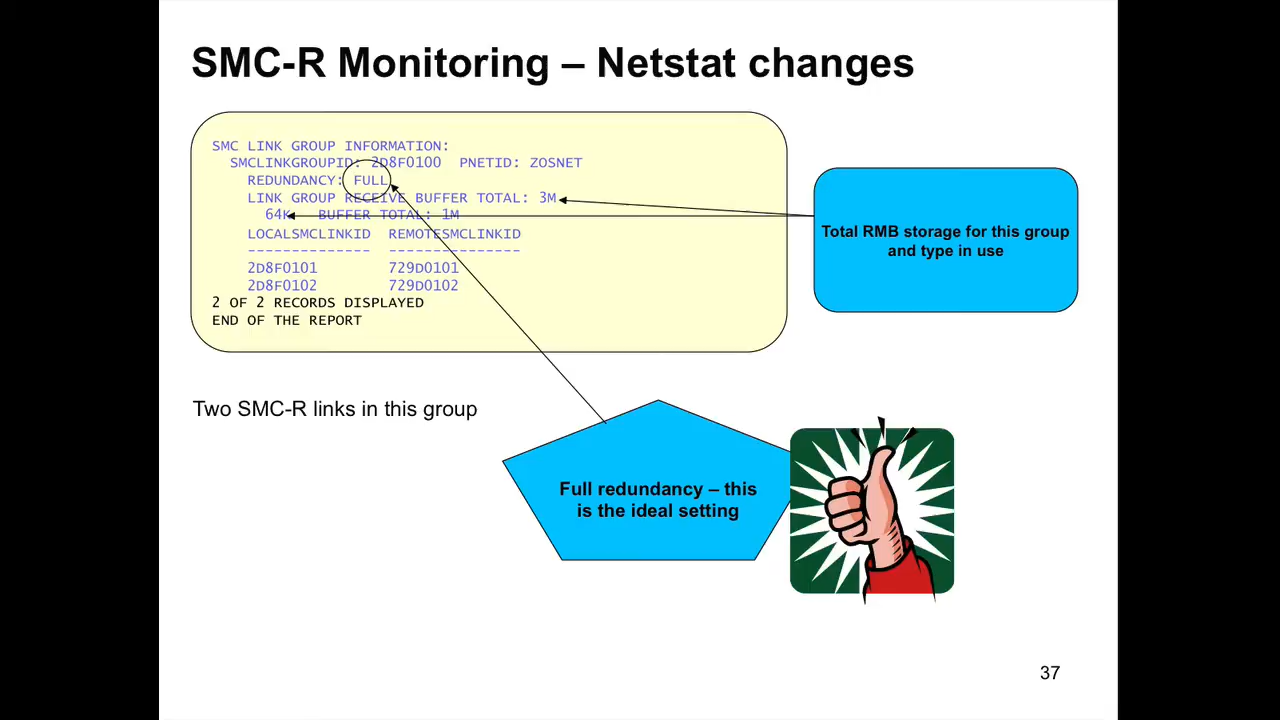 SMC-R Monitoring – Netstat changes
SMC LINK GROUP INFORMATION:
SMCLINKGROUPID: 2D8F0100 PNETID: ZOSNET
REDUNDANCY: FULL
LINK GROUP RECEIVE BUFFER TOTAL: 3M
64K BUFFER TOTAL: 1M
LOCALSMCLINKID REMOTESMCLINKID
-------------- ---------------
2D8F0101 729D0101
2D8F0102 729D0102
2 OF 2 RECORDS DISPLAYED
END OF THE REPORT
Total RMB storage for this group
and type in use
Two SMC-R links in this group
Full redundancy – this
is the ideal setting
37